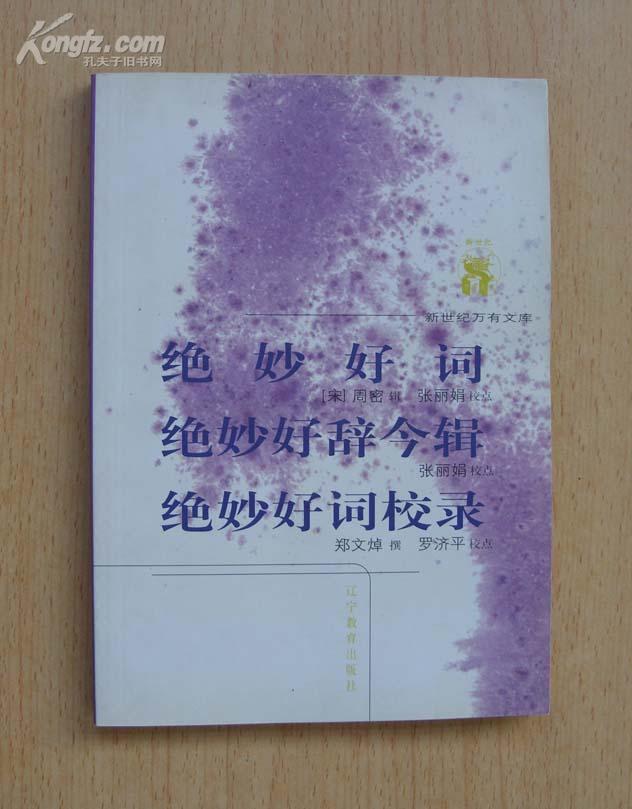 Kongfz.com
孔夫子旧书网
新世纪
新世纪万有文库
绝妙好词
[宋] 周密 辑 张丽娟 校点
绝妙好辞今辑
张丽娟 校点
绝妙好词校录
郑文焯 撰 罗济平 校点
辽宁教育出版社